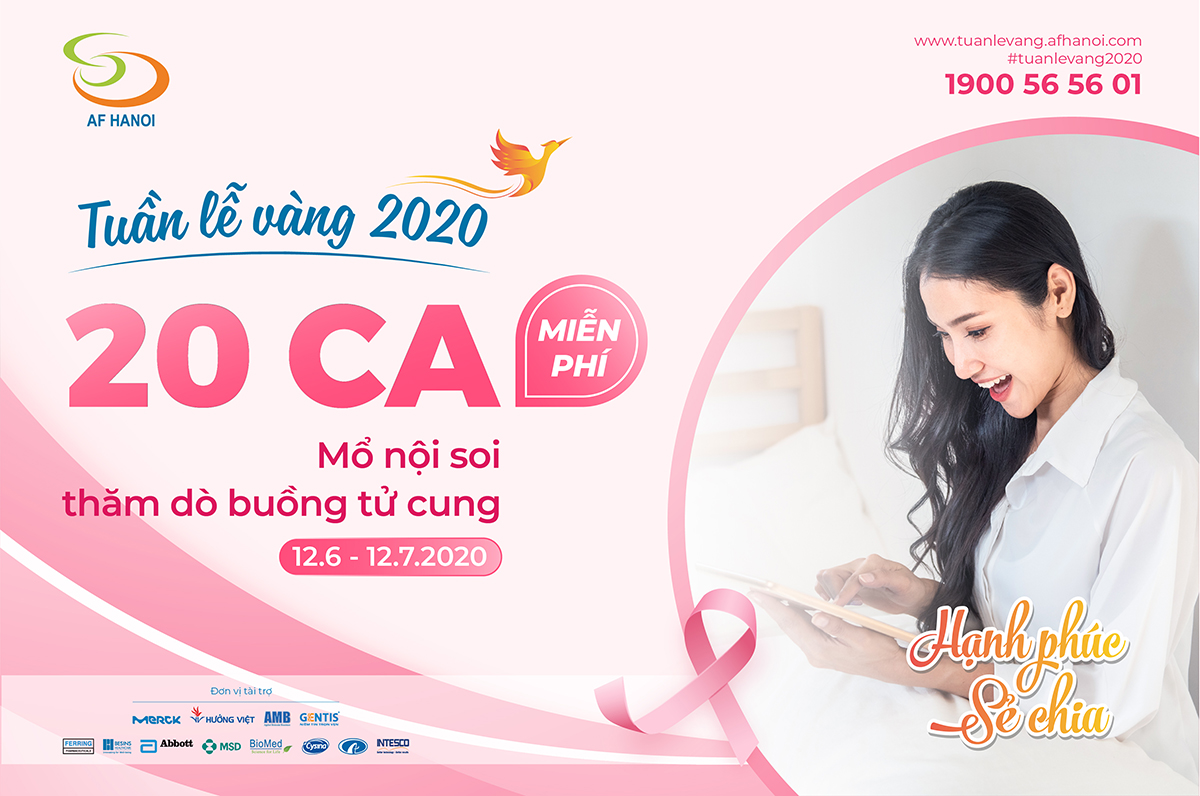 AF HANOI
www.tuanlevang.afhanoi.com
#tuanlevang2020
1900 56 56 01
Tuần lễ vàng 2020
20 CA
MIỄN
PHÍ
Mổ nội soi
thăm dò buồng tử cung
12.6 - 12.7.2020
Hạnh phúc
Sẻ chia
Đơn vị tài trợ
MERCK HƯỚNG VIỆT AMB GENTIS
FERRING BESINS Abbott MSD BioMed Cysina INTESCO